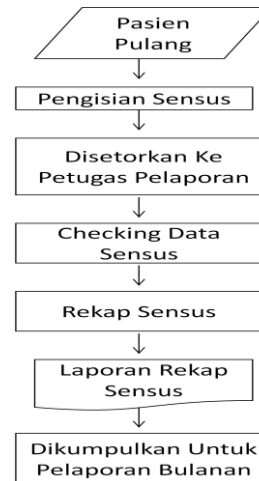 Pasien
Pulang
Pengisian Sensus
Disetorkan Ke
Petugas Pelaporan
Checking Data
Sensus
Rekap Sensus
Laporan Rekap
Sensus
Dikumpulkan Untuk
Pelaporan Bulanan